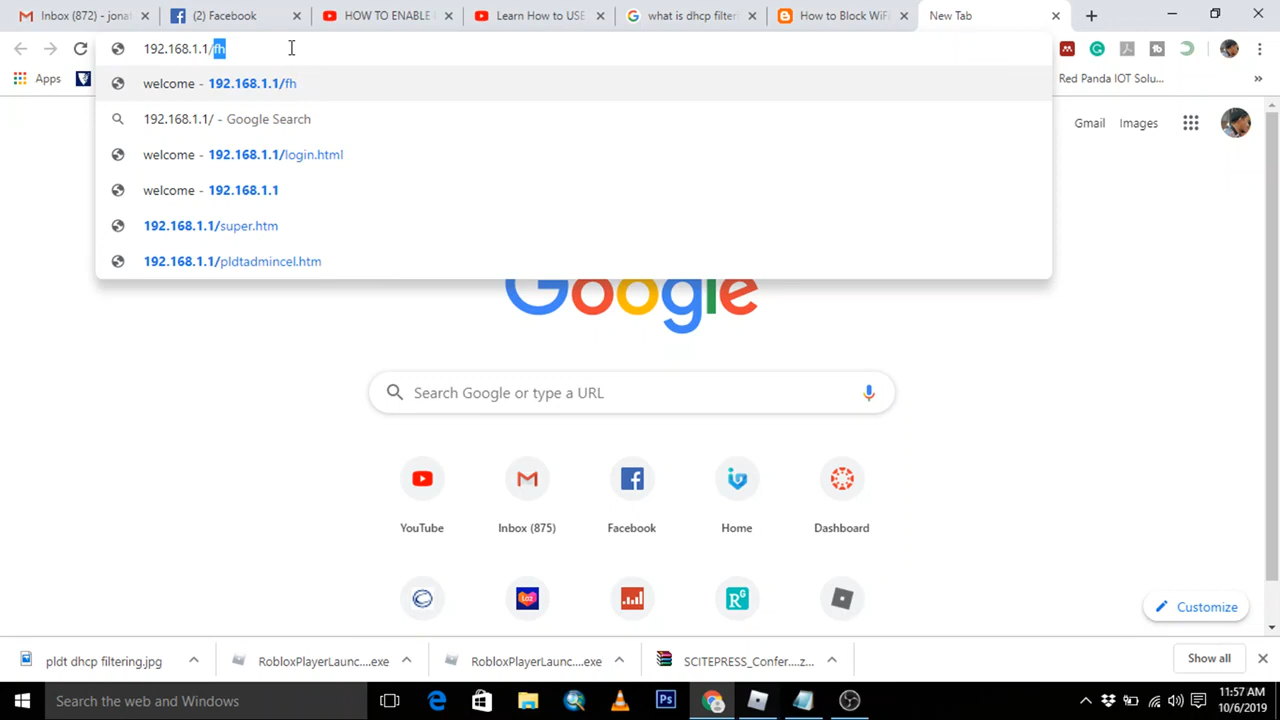 Inbox (872) - jona
(2) Facebook
HOW TO ENABLE
Learn How to USE
what is dhcp filteri
How to Block WiF
New Tab
192.168.1.1/fh
Apps
Red Panda IOT Solu...
»
welcome - 192.168.1.1/fh
192.168.1.1/ - Google Search
welcome - 192.168.1.1/login.html
welcome - 192.168.1.1
192.168.1.1/super.htm
192.168.1.1/pldtadmincel.htm
Gmail Images
Google
Search Google or type a URL
YouTube
Inbox (875)
Facebook
Home
Dashboard
Customize
pldt dhcp filtering.jpg
RobloxPlayerLaunc....exe
RobloxPlayerLaunc....exe
SCITEPRESS_Confer....z...
Show all
Search the web and Windows
11:57 AM
10/6/2019